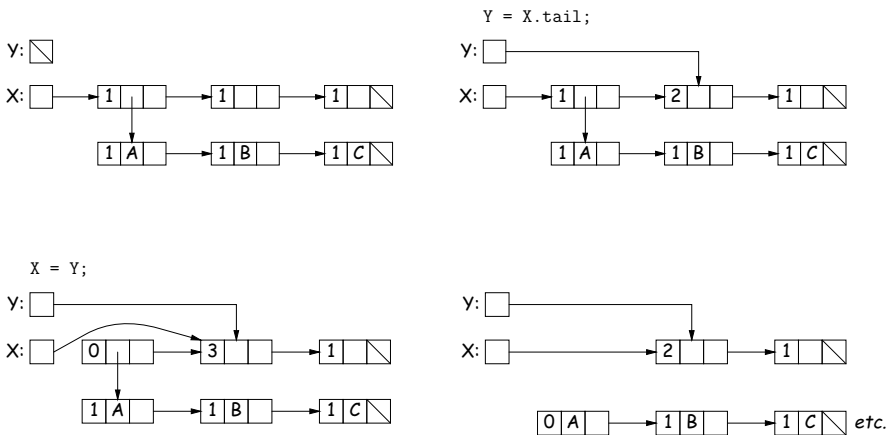 Y = X.tail;
Y:
X: 1 1 1
1 A 1 B 1 C
Y:
X: 1 2 1
1 A 1 B 1 C
X = Y;
Y:
X: 0 3 1
1 A 1 B 1 C
Y:
X: 2 1
0 A 1 B 1 C etc.